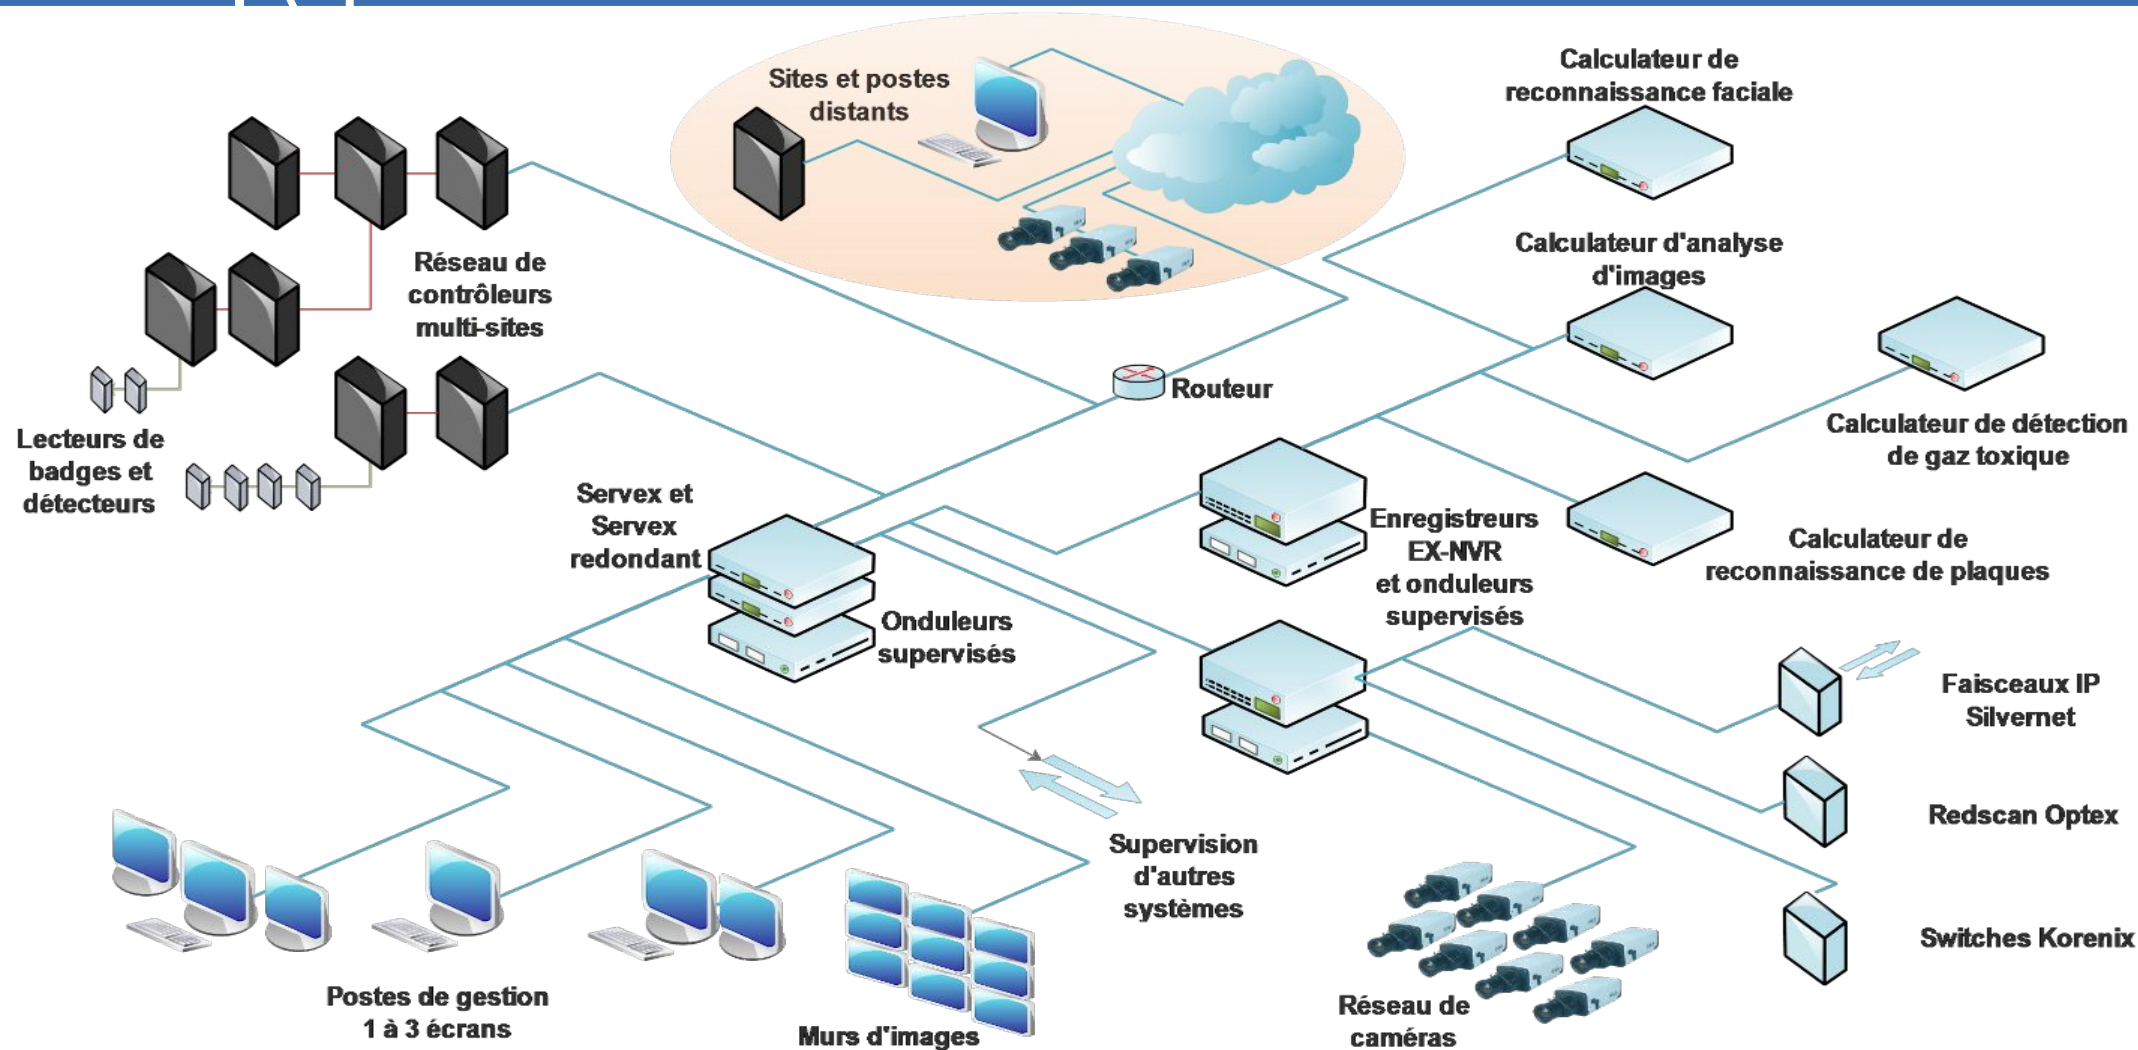 Sites et postes
distants
Calculateur de
reconnaissance faciale
Réseau de
contrôleurs
multi-sites
Calculateur d'analyse
d'images
Routeur
Lecteurs de
badges et
détecteurs
Calculateur de détection
de gaz toxique
Servex et
Servex
redondant
Enregistreurs
EX-NVR
et onduleurs
supervisés
Calculateur de
reconnaissance de plaques
Onduleurs
supervisés
Faisceaux IP
Silvernet
Redscan Optex
Supervision
d'autres
systèmes
Switches Korenix
Postes de gestion
1 à 3 écrans
Murs d'images
Réseau de
caméras